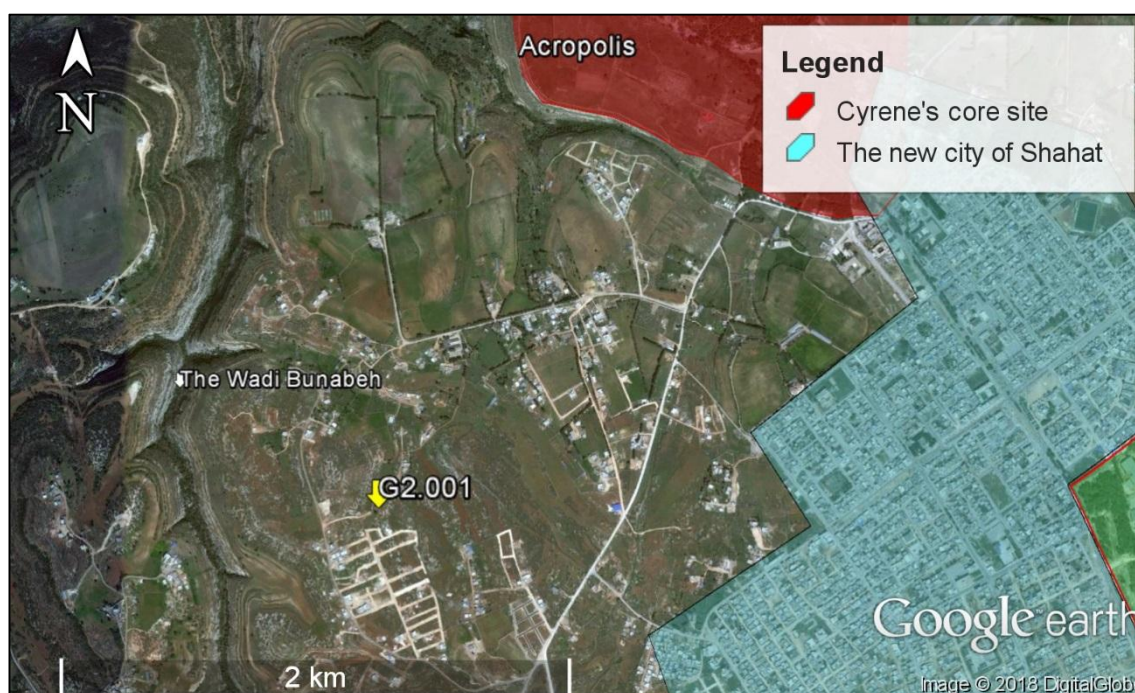 Acropolis
Legend
N
Cyrene's core site
The new city of Shahat
The Wadi Bunabeh
G2.001
Google earth
2 km
Image © 2018 DigitalGlob